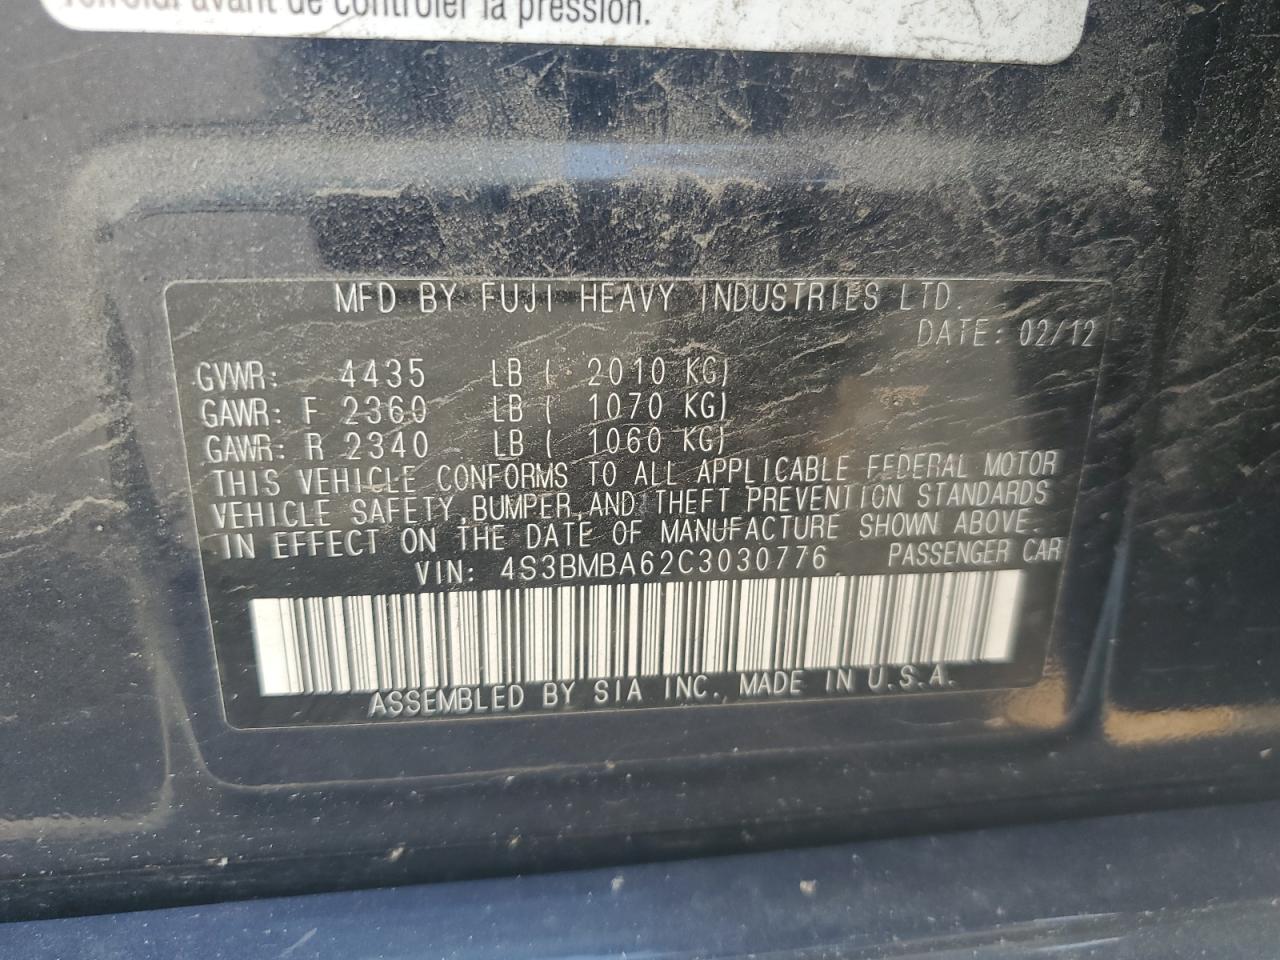 avant de contrôler la pression.
MFD BY FUJI HEAVY INDUSTRIES LTD.
DATE: 02/12
GVWR: 4435 LB ( 2010 KG)
GAWR: F 2360 LB ( 1070 KG)
GAWR: R 2340 LB ( 1060 KG)
THIS VEHICLE CONFORMS TO ALL APPLICABLE FEDERAL MOTOR
VEHICLE SAFETY, BUMPER, AND THEFT PREVENTION STANDARDS
IN EFFECT ON THE DATE OF MANUFACTURE SHOWN ABOVE.
VIN: 4S3BMBA62C3030776 PASSENGER CAR
ASSEMBLED BY SIA INC., MADE IN U.S.A.